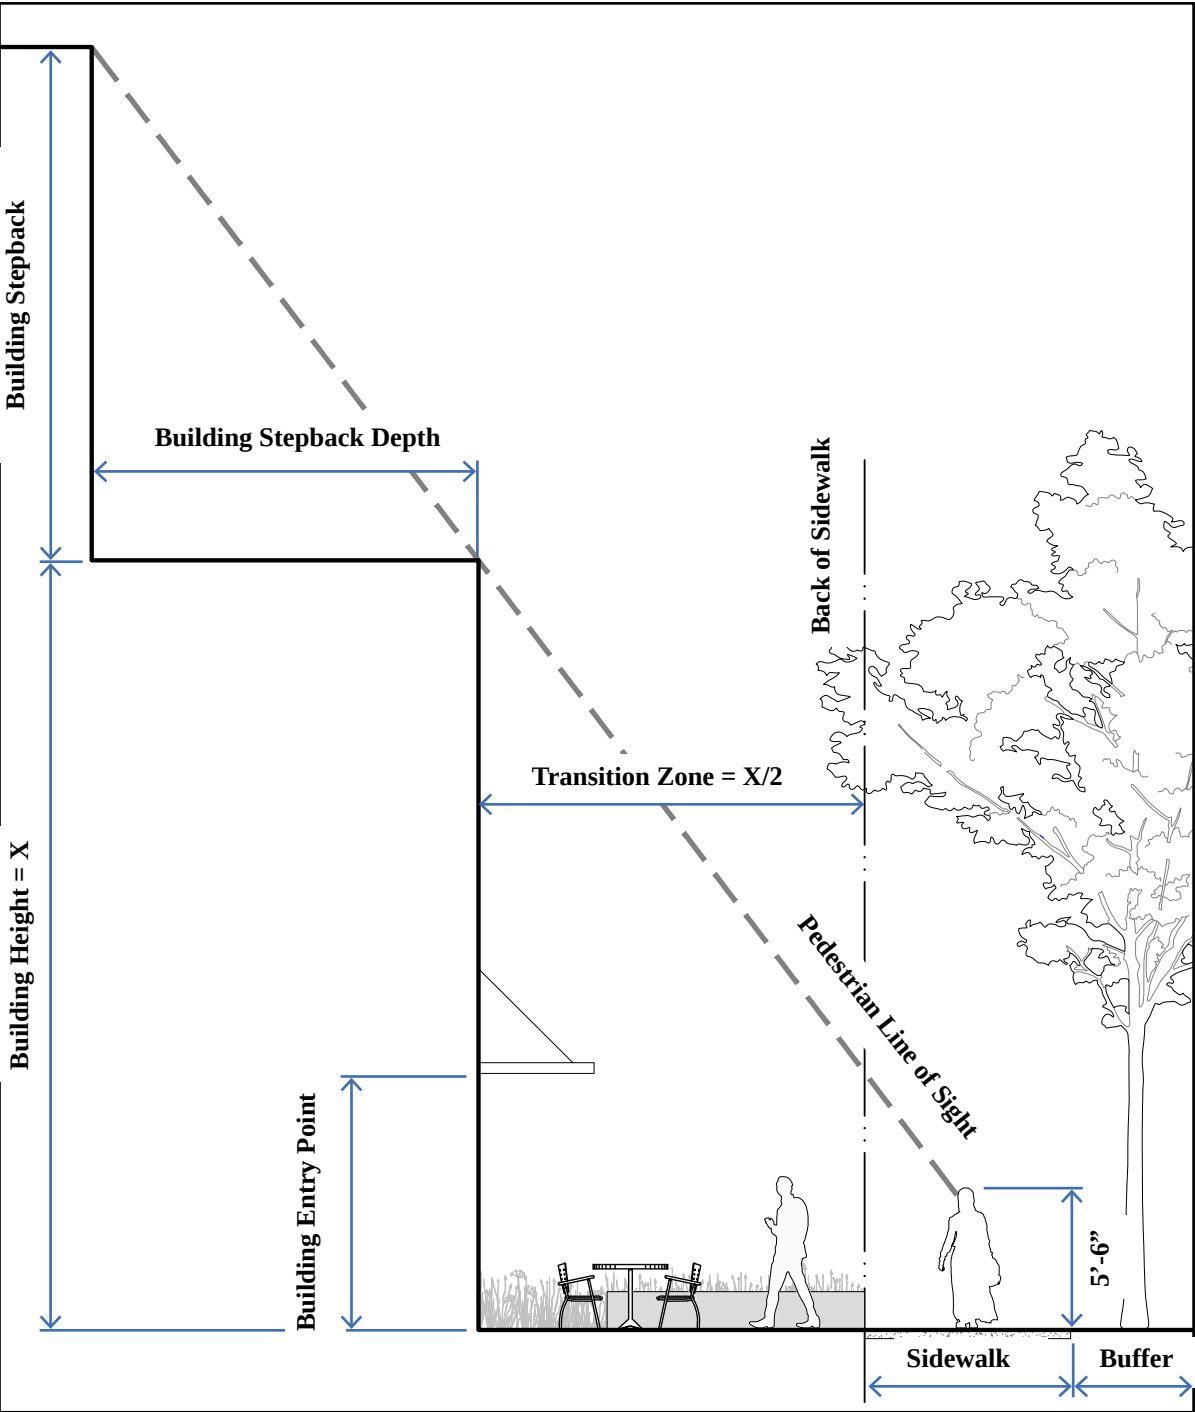 Building Stepback
Building Stepback Depth
Back of Sidewalk
Transition Zone = X/2
Building Height = X
Pedestrian Line of Sight
Building Entry Point
5’-6”
Sidewalk
Buffer